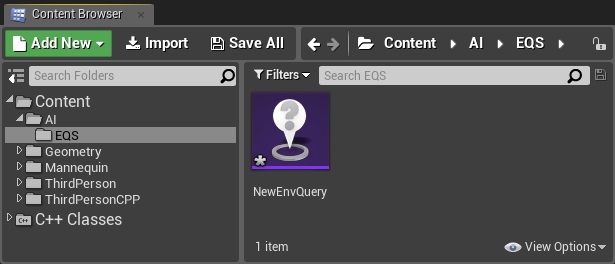 Content Browser
Add New Import Save All Content AI EQS
Search Folders
Filters Search EQS
Content
AI
EQS
Geometry
Mannequin
ThirdPerson
ThirdPersonCPP
C++ Classes
NewEnvQuery
1 item View Options